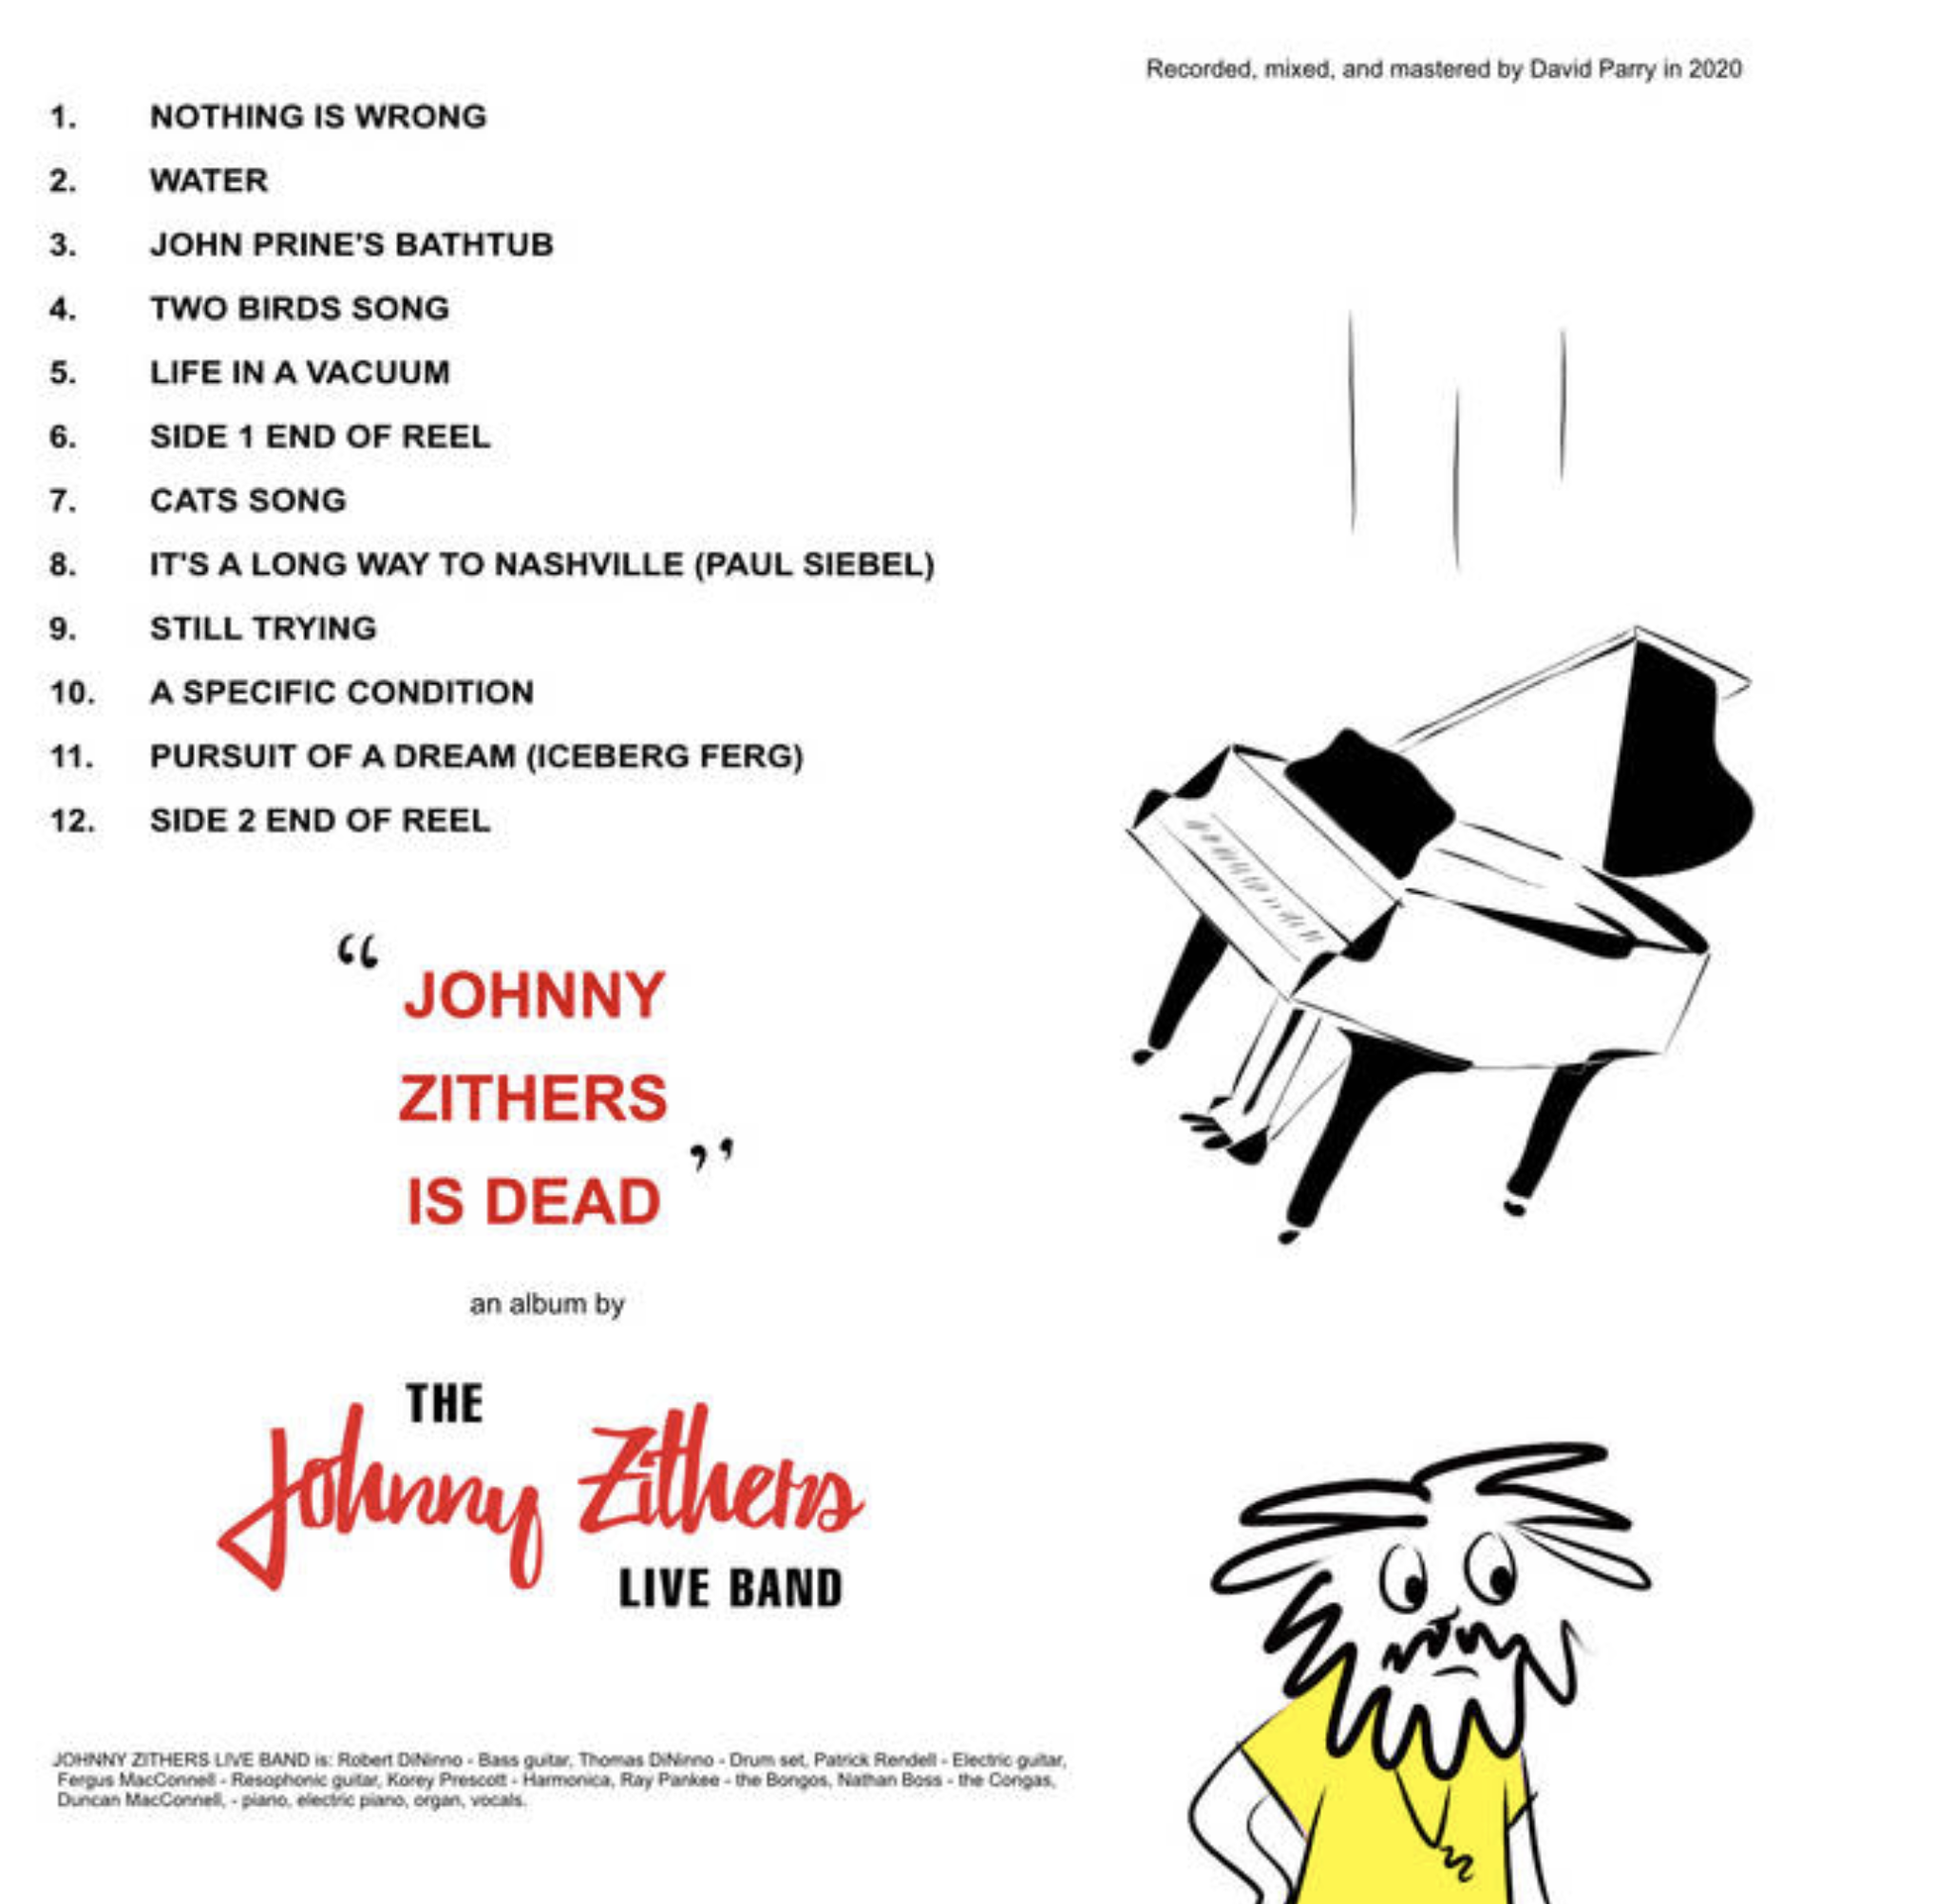 Recorded, mixed, and mastered by David Parry in 2020
1. NOTHING IS WRONG
2. WATER
3. JOHN PRINE'S BATHTUB
4. TWO BIRDS SONG
5. LIFE IN A VACUUM
6. SIDE 1 END OF REEL
7. CATS SONG
8. IT'S A LONG WAY TO NASHVILLE (PAUL SIEBEL)
9. STILL TRYING
10. A SPECIFIC CONDITION
11. PURSUIT OF A DREAM (ICEBERG FERG)
12. SIDE 2 END OF REEL
“ JOHNNY
ZITHERS
IS DEAD ”
an album by
THE
Johnny Zithers
LIVE BAND
JOHNNY ZITHERS LIVE BAND is: Robert DiNinno - Bass guitar, Thomas DiNinno - Drum set, Patrick Rendell - Electric guitar,
Fergus MacConnell - Resophonic guitar, Korey Prescott - Harmonica, Ray Pankee - the Bongos, Nathan Boss - the Congas,
Duncan MacConnell, - piano, electric piano, organ, vocals.